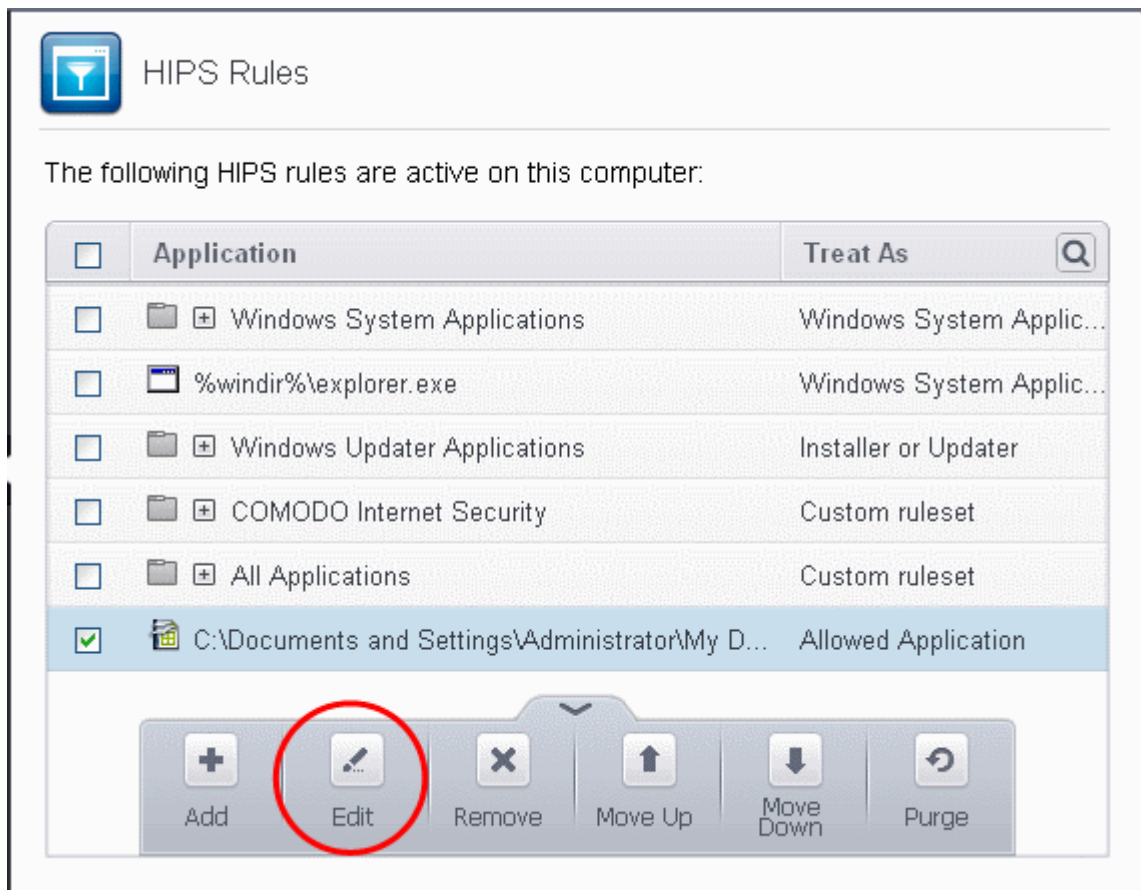 HIPS Rules
The following HIPS rules are active on this computer:
Application Treat As
Windows System Applications Windows System Applic...
%windir%\explorer.exe Windows System Applic...
Windows Updater Applications Installer or Updater
COMODO Internet Security Custom ruleset
All Applications Custom ruleset
C:\Documents and Settings\Administrator\My D... Allowed Application
Add Edit Remove Move Up Move Down Purge